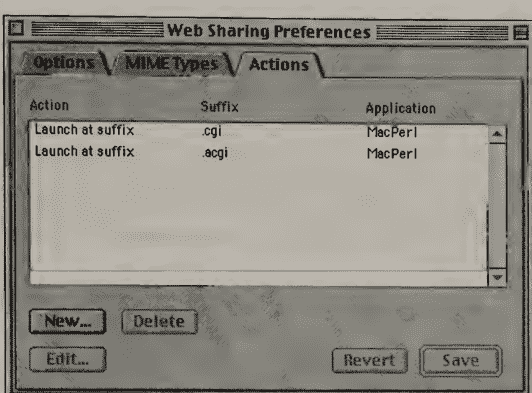 Web Sharing Preferences
Options MIME Types Actions
Action Suffix Application
Launch at suffix .cgi MacPerl
Launch at suffix .acgi MacPerl
New... Delete
Edit... Revert Save